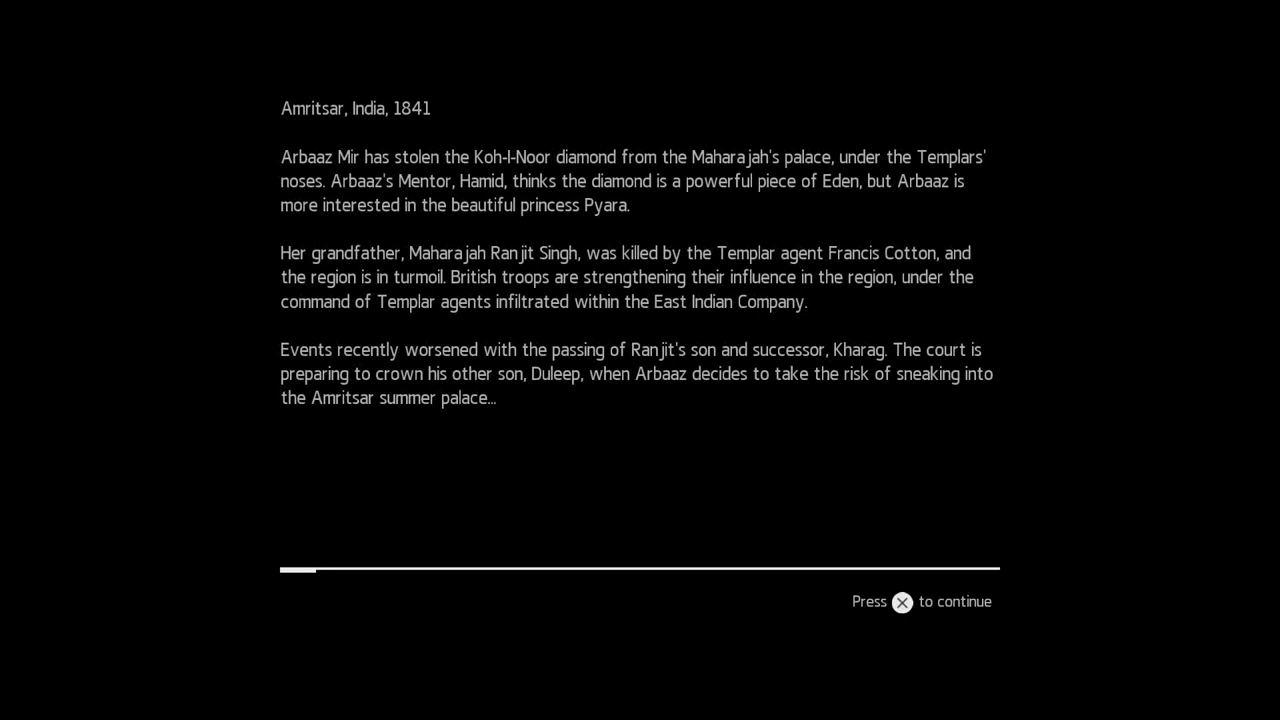 Amritsar, India, 1841
Arbaaz Mir has stolen the Koh-I-Noor diamond from the Maharajah's palace, under the Templars'
noses. Arbaaz's Mentor, Hamid, thinks the diamond is a powerful piece of Eden, but Arbaaz is
more interested in the beautiful princess Pyara.
Her grandfather, Maharajah Ranjit Singh, was killed by the Templar agent Francis Cotton, and
the region is in turmoil. British troops are strengthening their influence in the region, under the
command of Templar agents infiltrated within the East Indian Company.
Events recently worsened with the passing of Ranjit's son and successor, Kharag. The court is
preparing to crown his other son, Duleep, when Arbaaz decides to take the risk of sneaking into
the Amritsar summer palace...
Press X to continue